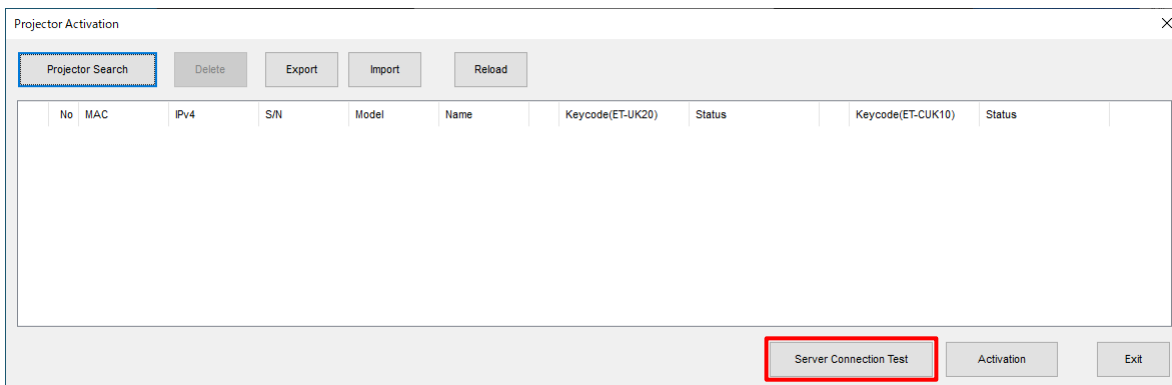 Projector Activation
Projector Search Delete Export Import Reload
No MAC IPv4 S/N Model Name Keycode(ET-UK20) Status Keycode(ET-CUK10) Status
Server Connection Test Activation Exit